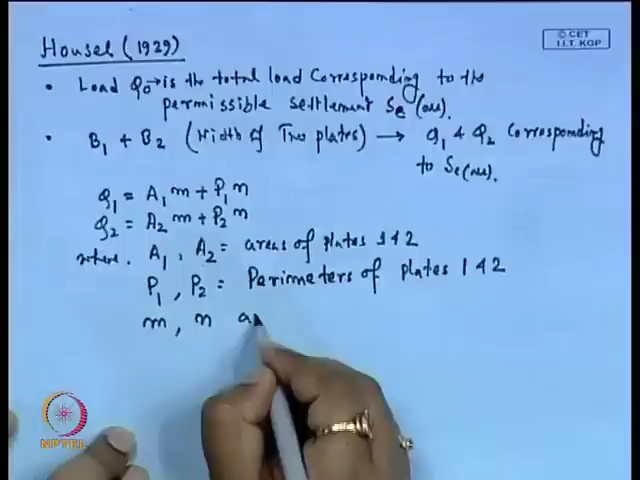 Housel (1929)
© CET
I.I.T. KGP
• Load Q₀ → is the total load Corresponding to the
permissible settlement Se (all).
• B₁ & B₂ (Width of Two plates) → Q₁ & Q₂ Corresponding
to Se(all).
Q₁ = A₁ m + P₁ n
Q₂ = A₂ m + P₂ n
where. A₁, A₂ = areas of plates 1 & 2
P₁, P₂ = Perimeters of plates 1 & 2
m, n a
NPTEL